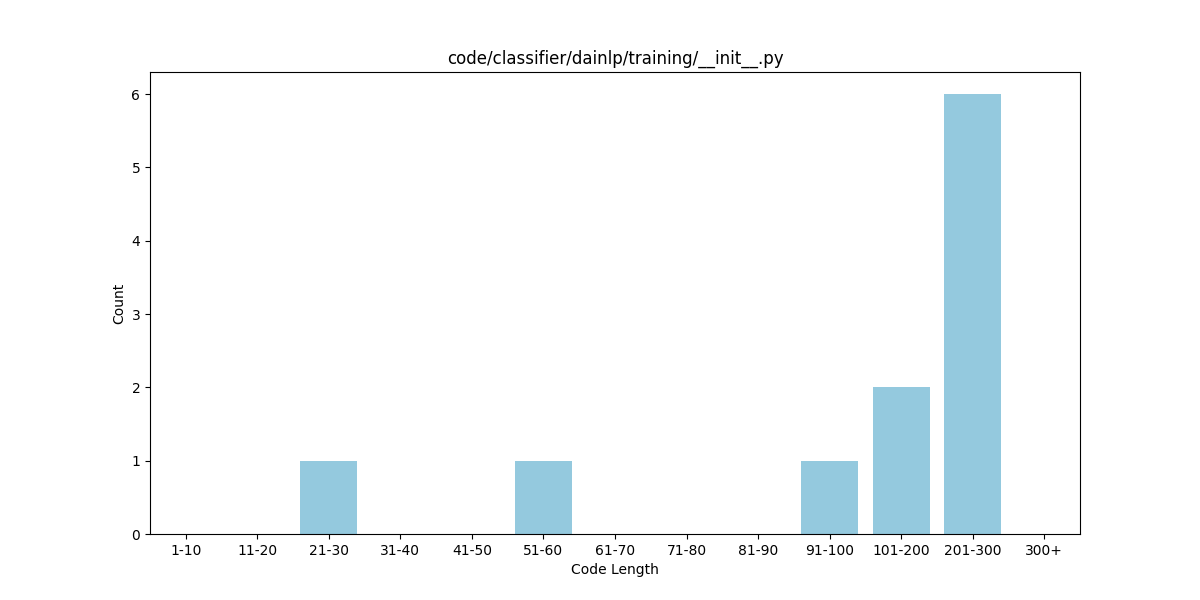 code/classifier/dainlp/training/__init__.py
Count
6
5
4
3
2
1
0
1-10 11-20 21-30 31-40 41-50 51-60 61-70 71-80 81-90 91-100 101-200 201-300 300+
Code Length